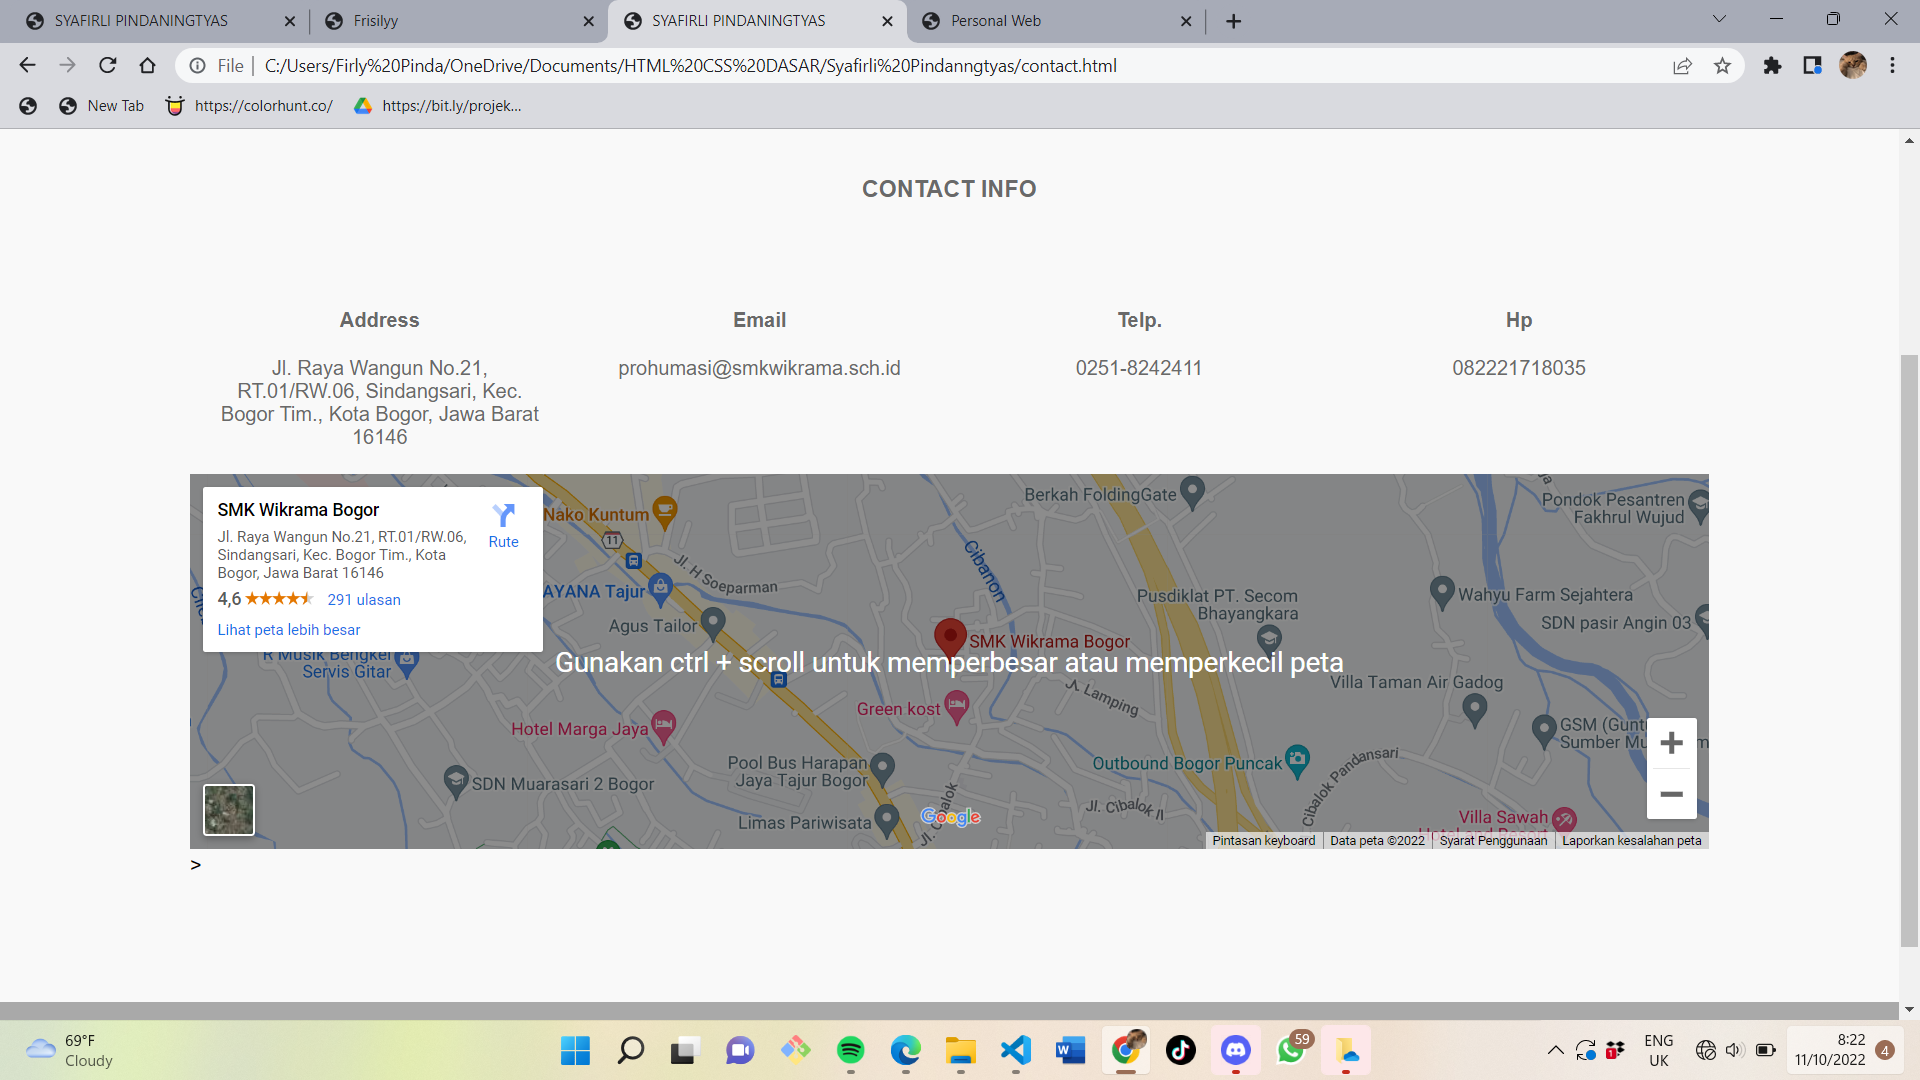 SYAFIRLI PINDANINGTYAS
Frisilyy
SYAFIRLI PINDANINGTYAS
Personal Web
File
C:/Users/Firly%20Pinda/OneDrive/Documents/HTML%20CSS%20DASAR/Syafirli%20Pindanngtyas/contact.html
New Tab
https://colorhunt.co/
https://bit.ly/projek...
CONTACT INFO
Address
Jl. Raya Wangun No.21,
RT.01/RW.06, Sindangsari, Kec.
Bogor Tim., Kota Bogor, Jawa Barat
16146
Email
prohumasi@smkwikrama.sch.id
Telp.
0251-8242411
Hp
082221718035
SMK Wikrama Bogor
Jl. Raya Wangun No.21, RT.01/RW.06,
Sindangsari, Kec. Bogor Tim., Kota
Bogor, Jawa Barat 16146
Rute
4,6
291 ulasan
Lihat peta lebih besar
Nako Kuntum
11
Jl. H Soeparman
AYANA Tajur
Agus Tailor
Cibanon
Berkah FoldingGate
Pondok Pesantren
Fakhrul Wujud
Pusdiklat PT. Secom
Bhayangkara
Wahyu Farm Sejahtera
SDN pasir Angin 03
SMK Wikrama Bogor
Gunakan ctrl + scroll untuk memperbesar atau memperkecil peta
R Musik Bengkel
Servis Gitar
Villa Taman Air Gadog
Jl. Lamping
Green kost
Hotel Marga Jaya
GSM (Guntu
Sumber Mu
m
Pool Bus Harapan
Jaya Tajur Bogor
Outbound Bogor Puncak
Cibalok Pandansari
SDN Muarasari 2 Bogor
Jl. Cibalok II
Limas Pariwisata
Google
Villa Sawah
Pintasan keyboard
Data peta ©2022
Syarat Penggunaan
Laporkan kesalahan peta
>
69°F
Cloudy
59
1
ENG
UK
8:22
11/10/2022
4